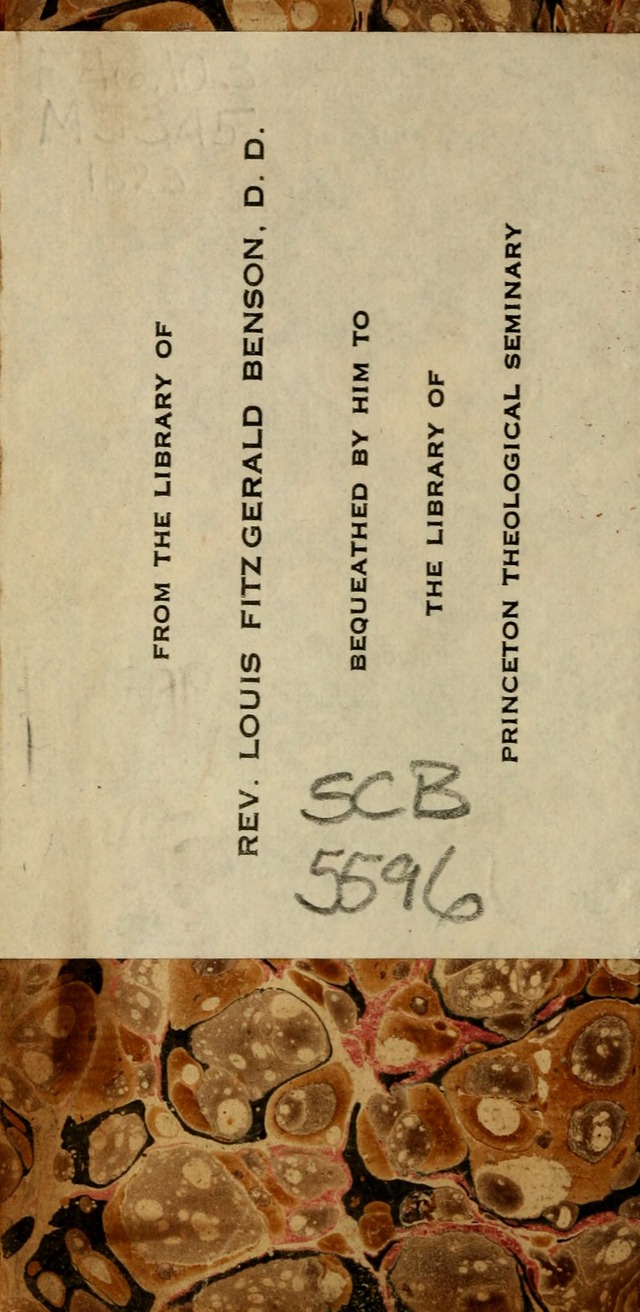 FROM THE LIBRARY OF
REV. LOUIS FITZGERALD BENSON, D. D.
BEQUEATHED BY HIM TO
THE LIBRARY OF
PRINCETON THEOLOGICAL SEMINARY
SCB
5596